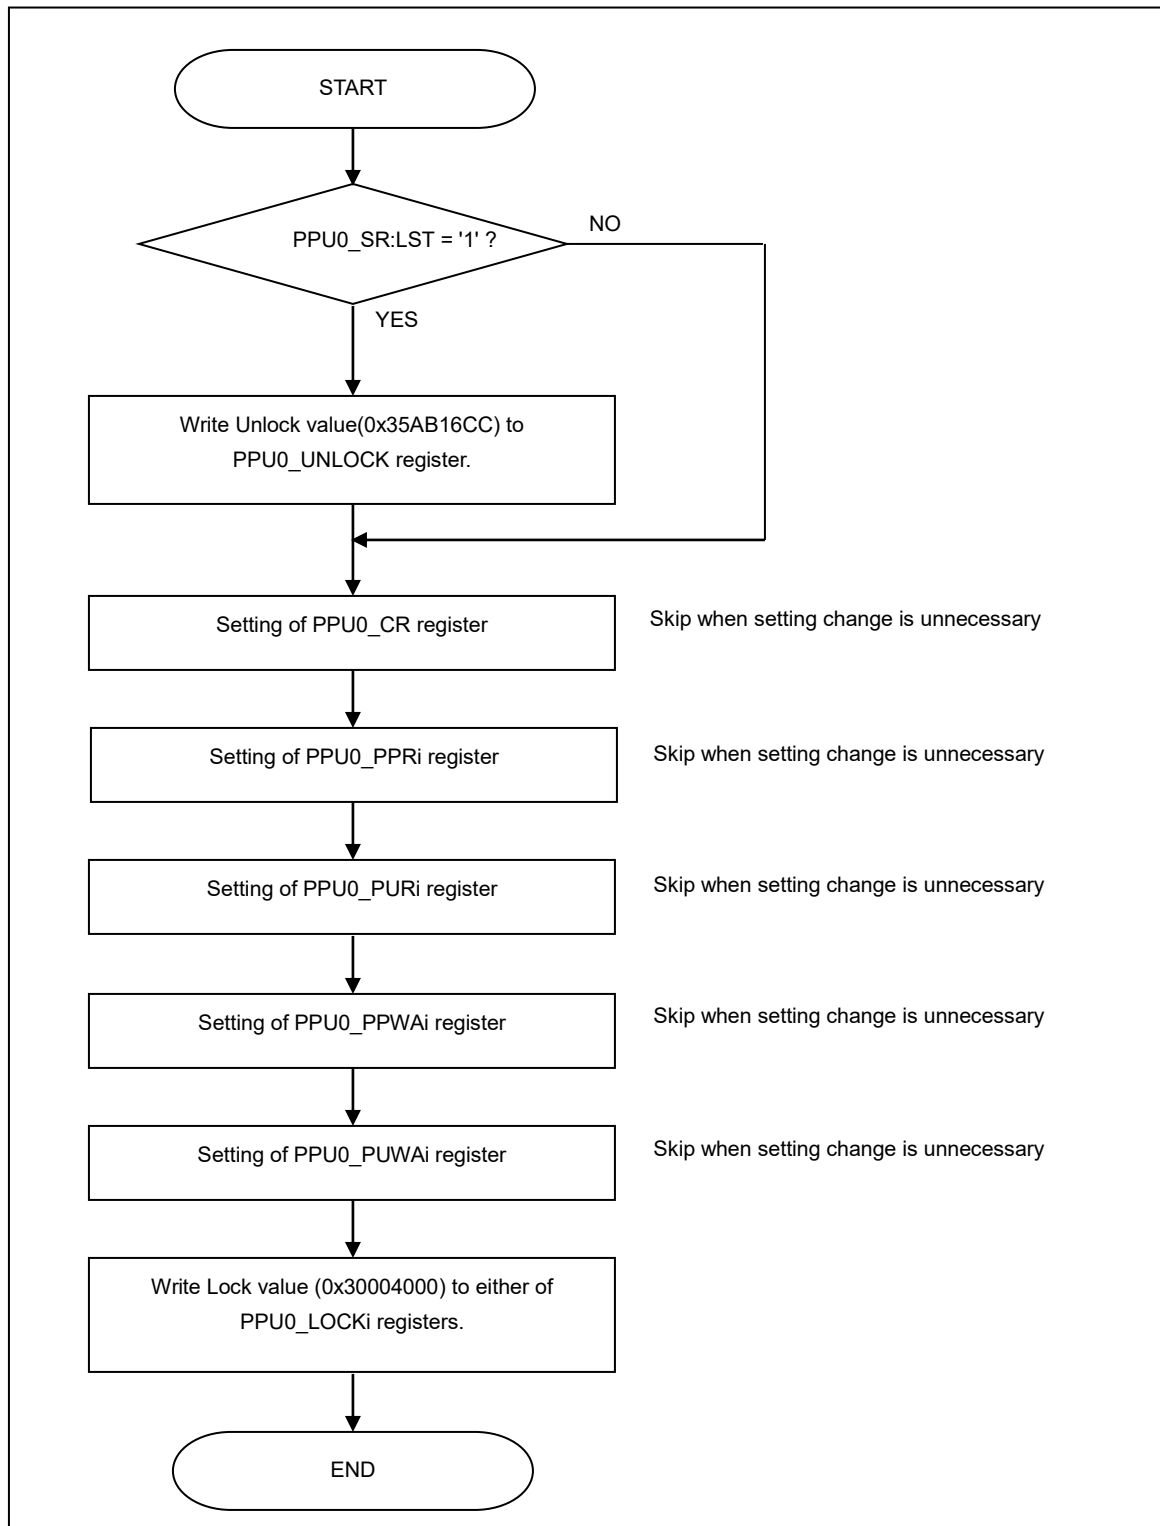 START
PPU0_SR:LST = '1' ?
NO
YES
Write Unlock value(0x35AB16CC) to
PPU0_UNLOCK register.
Setting of PPU0_CR register
Skip when setting change is unnecessary
Setting of PPU0_PPRi register
Skip when setting change is unnecessary
Setting of PPU0_PURi register
Skip when setting change is unnecessary
Setting of PPU0_PPWAi register
Skip when setting change is unnecessary
Setting of PPU0_PUWAi register
Skip when setting change is unnecessary
Write Lock value (0x30004000) to either of
PPU0_LOCKi registers.
END